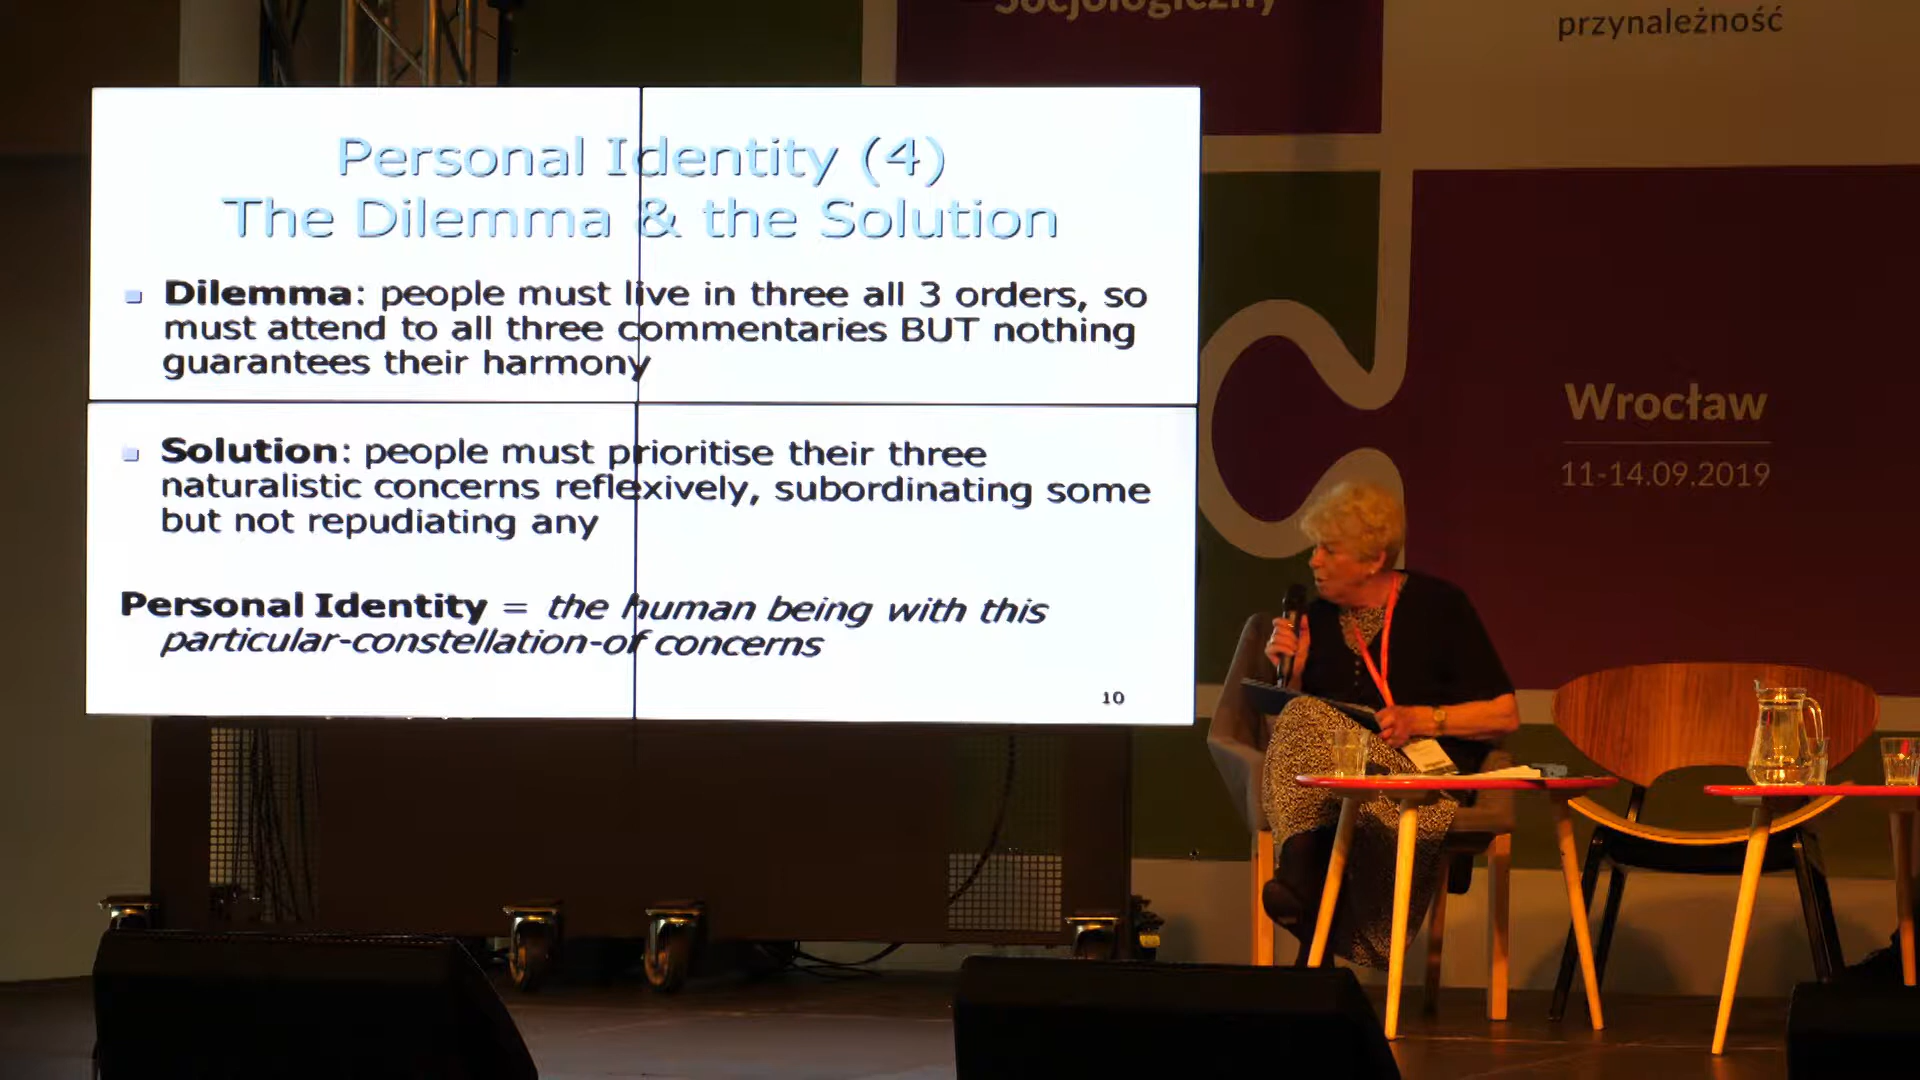 Socjologiczny
przynależność
Personal Identity (4)
The Dilemma & the Solution
Dilemma: people must live in three all 3 orders, so
must attend to all three commentaries BUT nothing
guarantees their harmony
Solution: people must prioritise their three
naturalistic concerns reflexively, subordinating some
but not repudiating any
Personal Identity = the human being with this
particular-constellation-of concerns
10
Wrocław
11-14.09.2019